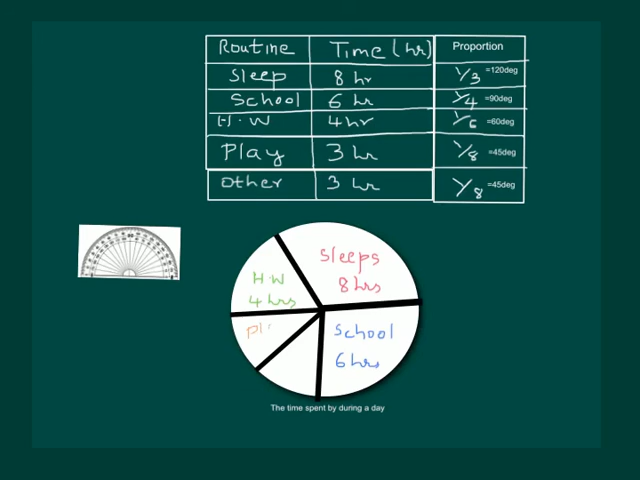 Routine Time (hr) Proportion
Sleep 8 hr 1/3 =120deg
School 6 hr 1/4 =90deg
H.W 4hr 1/6 =60deg
Play 3 hr 1/8 =45deg
Other 3 hr 1/8 =45deg
Sleeps
8 hrs
H.W
4 hrs
Pl
School
6 hrs
The time spent by during a day